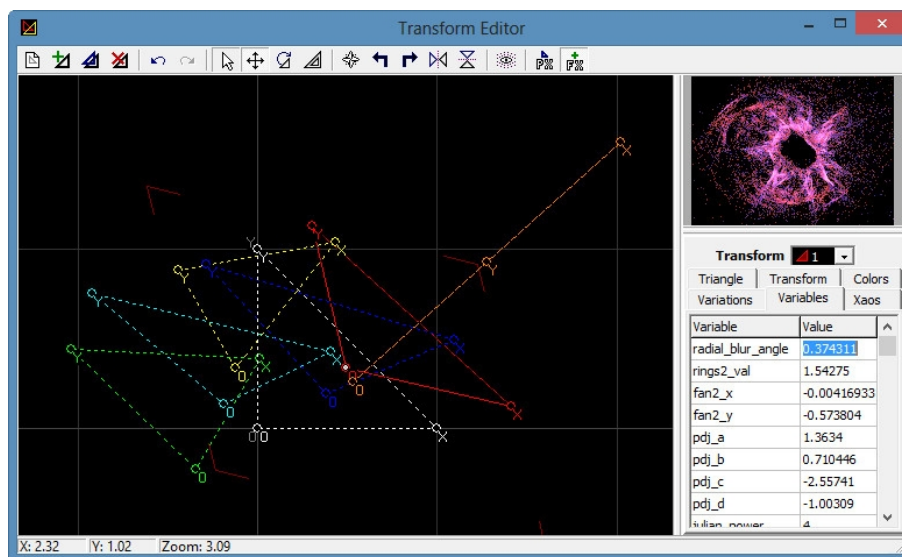 Transform Editor
Transform 1
Triangle Transform Colors
Variations Variables Xaos
Variable Value
radial_blur_angle 0.374311
rings2_val 1.54275
fan2_x -0.00416933
fan2_y -0.573804
pdj_a 1.3634
pdj_b 0.710446
pdj_c -2.55741
pdj_d -1.00309
julian_power 4
X
Y
Y
X
Y
Y
Y
Y
X
X
Y
X
X
O
O
O
O
X
O
O
X
O
X: 2.32 Y: 1.02 Zoom: 3.09